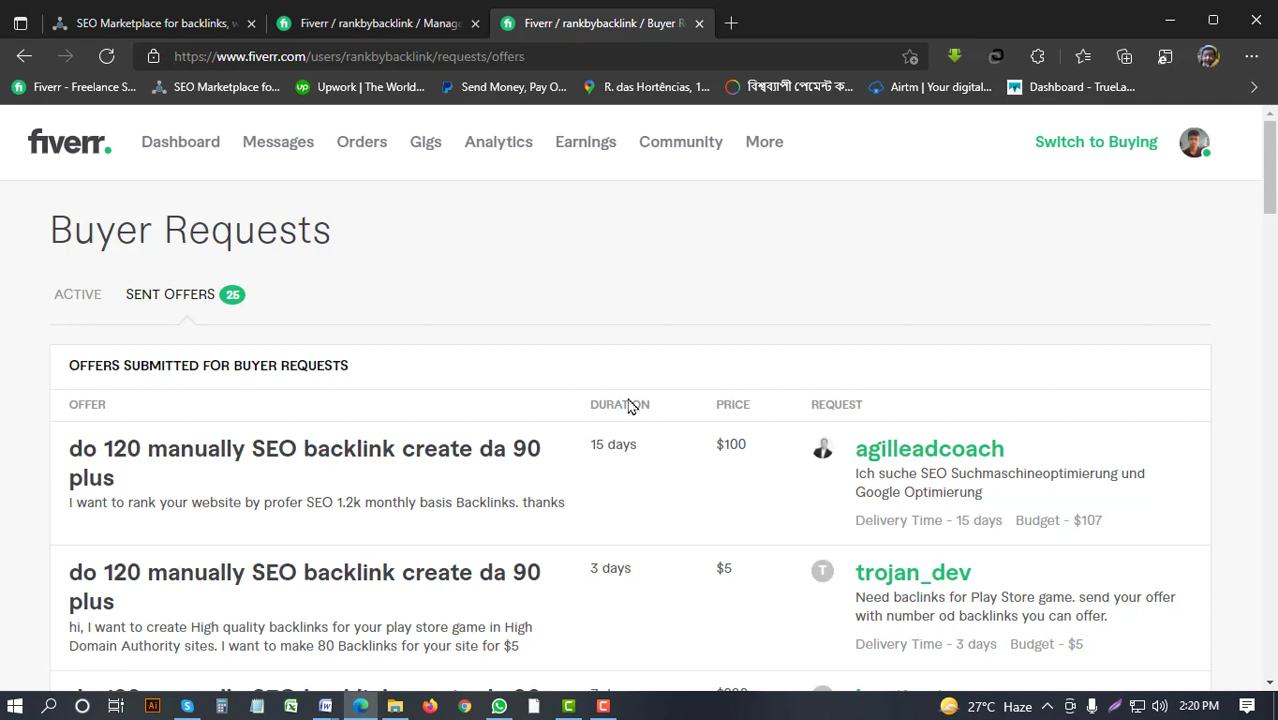 SEO Marketplace for backlinks, w
Fiverr / rankbybacklink / Manage
Fiverr / rankbybacklink / Buyer R
https://www.fiverr.com/users/rankbybacklink/requests/offers
Fiverr - Freelance S...
SEO Marketplace fo...
Upwork | The World...
Send Money, Pay O...
R. das Hortências, 1...
বিশ্বব্যাপী পেমেন্ট ক...
Airtm | Your digital...
Dashboard - TrueLa...
fiverr.
Dashboard Messages Orders Gigs Analytics Earnings Community More
Switch to Buying
Buyer Requests
ACTIVE SENT OFFERS 25
OFFERS SUBMITTED FOR BUYER REQUESTS
OFFER DURATION PRICE REQUEST
do 120 manually SEO backlink create da 90
plus
I want to rank your website by profer SEO 1.2k monthly basis Backlinks. thanks
15 days
$100
agilleadcoach
Ich suche SEO Suchmaschineoptimierung und
Google Optimierung
Delivery Time - 15 days Budget - $107
do 120 manually SEO backlink create da 90
plus
hi, I want to create High quality backlinks for your play store game in High
Domain Authority sites. I want to make 80 Backlinks for your site for $5
3 days
$5
T
trojan_dev
Need baclinks for Play Store game. send your offer
with number od backlinks you can offer.
Delivery Time - 3 days Budget - $5
27°C Haze
2:20 PM